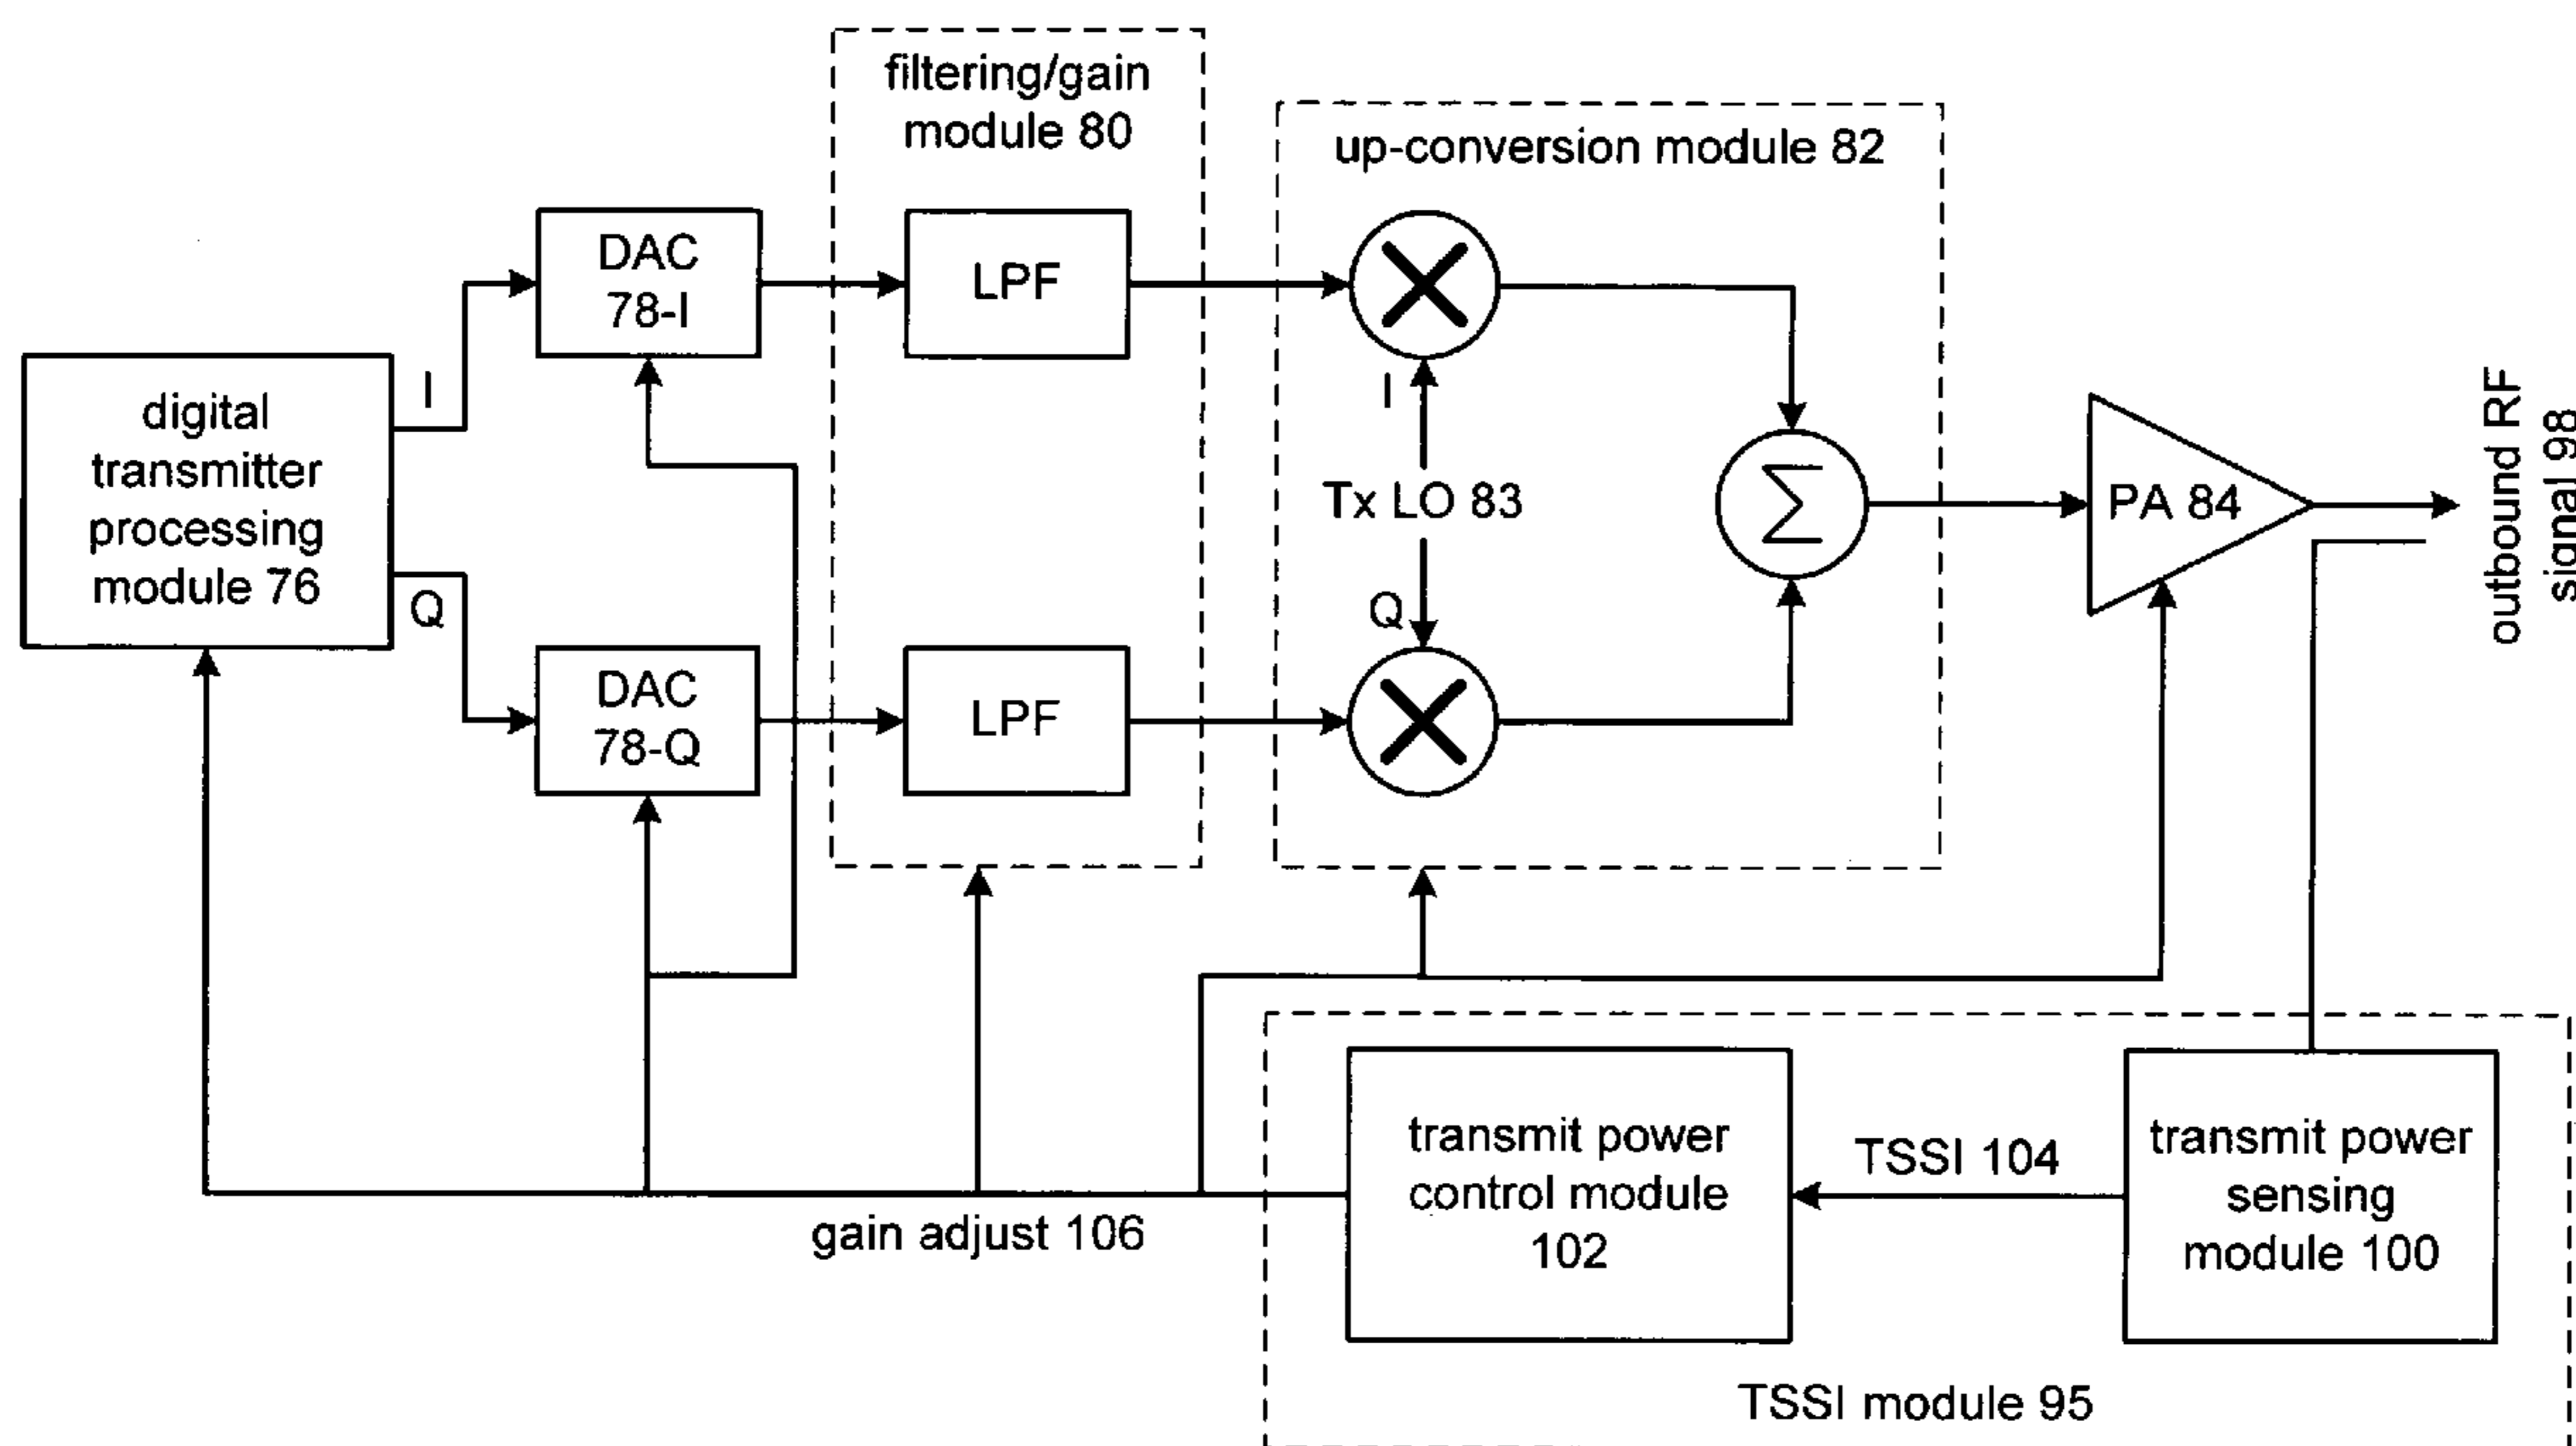 filtering/gain
module 80
up-conversion module 82
DAC
78-I
LPF
digital
transmitter
processing
module 76
I
Q
I
Tx LO 83
Q
Σ
PA 84
outbound RF
signal 98
DAC
78-Q
LPF
transmit power
control module
102
TSSI 104
transmit power
sensing
module 100
gain adjust 106
TSSI module 95